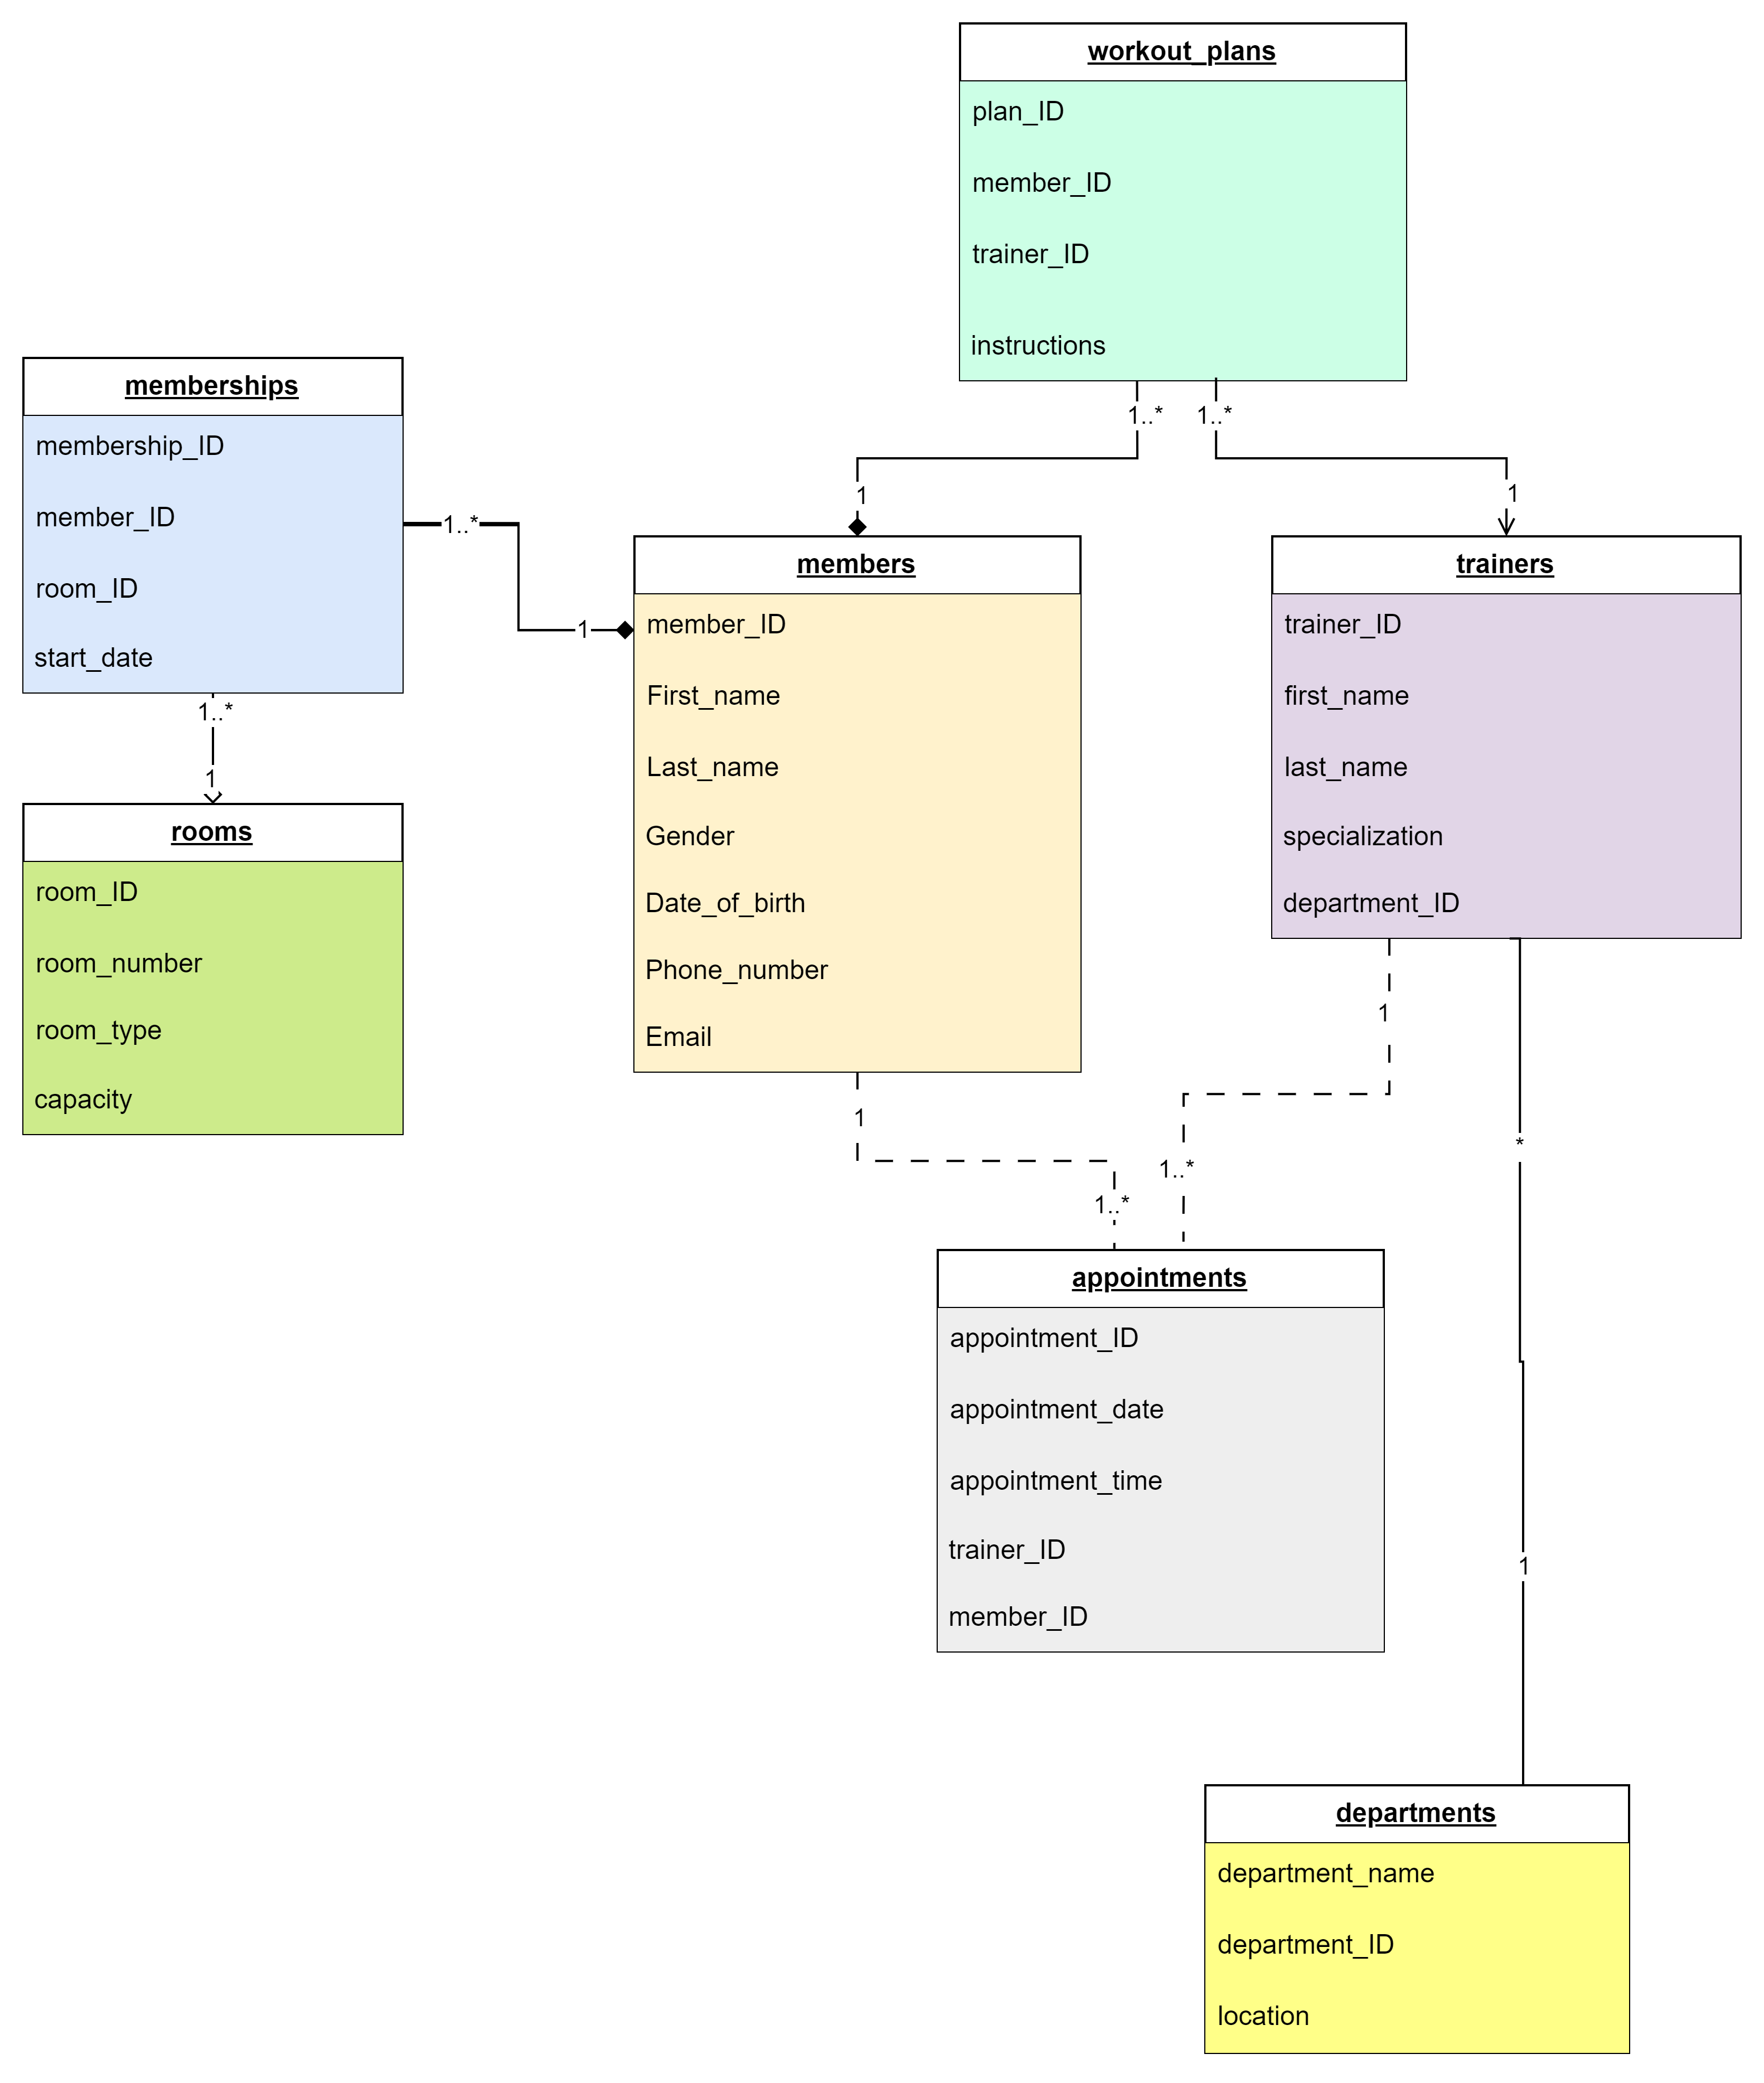 workout_plans
plan_ID
member_ID
trainer_ID
instructions
1..*
1..*
1
1
memberships
membership_ID
member_ID
room_ID
start_date
1..*
1
1..*
1
rooms
room_ID
room_number
room_type
capacity
members
member_ID
First_name
Last_name
Gender
Date_of_birth
Phone_number
Email
trainers
trainer_ID
first_name
last_name
specialization
department_ID
1
1
*
1..*
1..*
appointments
appointment_ID
appointment_date
appointment_time
trainer_ID
member_ID
1
departments
department_name
department_ID
location